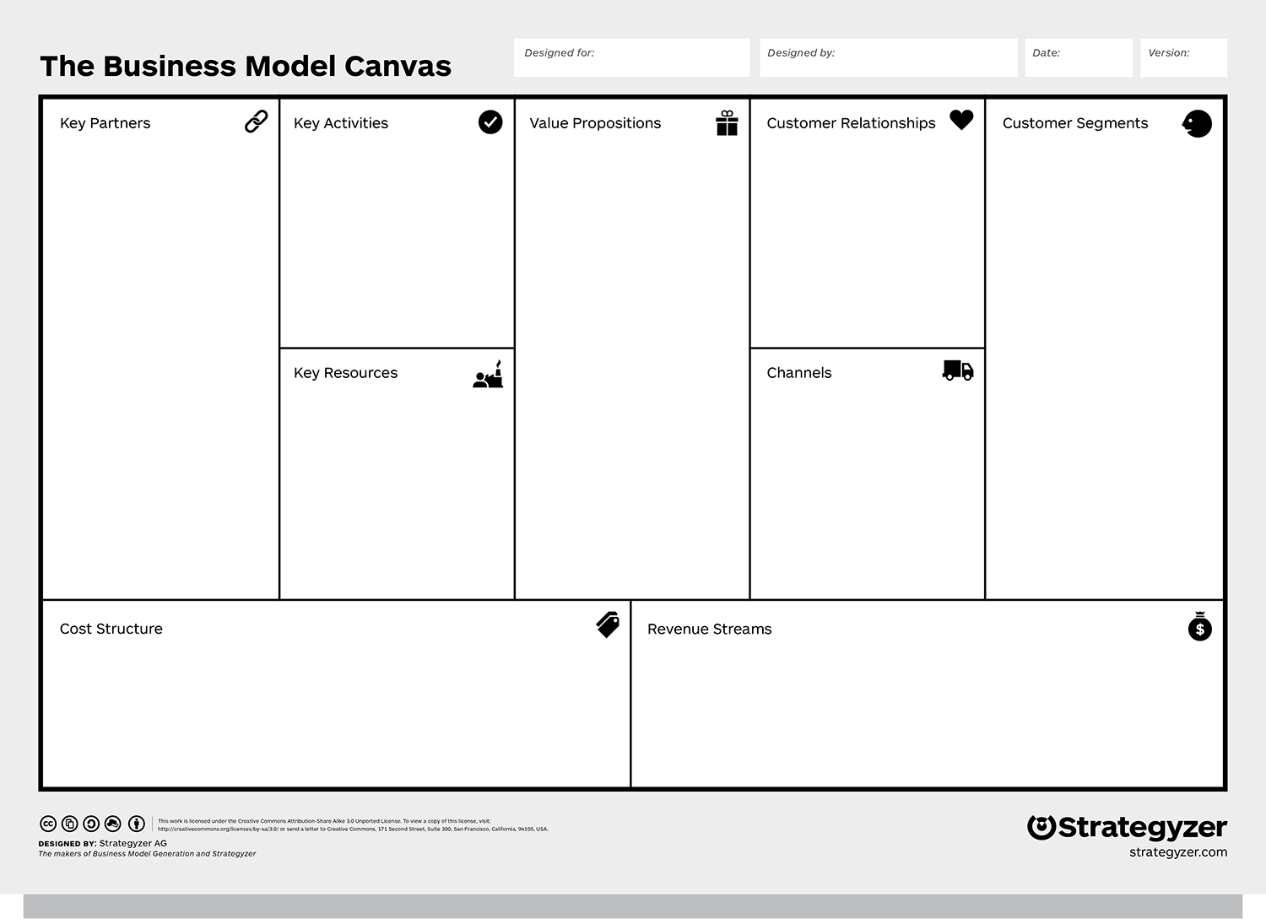 The Business Model Canvas
Designed for:
Designed by:
Date:
Version:
Key Partners
Key Activities
Value Propositions
Customer Relationships
Customer Segments
Key Resources
Channels
Cost Structure
Revenue Streams
$
cc
This work is licensed under the Creative Commons Attribution-Share Alike 3.0 Unported License. To view a copy of this license, visit:
http://creativecommons.org/licenses/by-sa/3.0/ or send a letter to Creative Commons, 171 Second Street, Suite 300, San Francisco, California, 94105, USA.
DESIGNED BY: Strategyzer AG
The makers of Business Model Generation and Strategyzer
Strategyzer
strategyzer.com